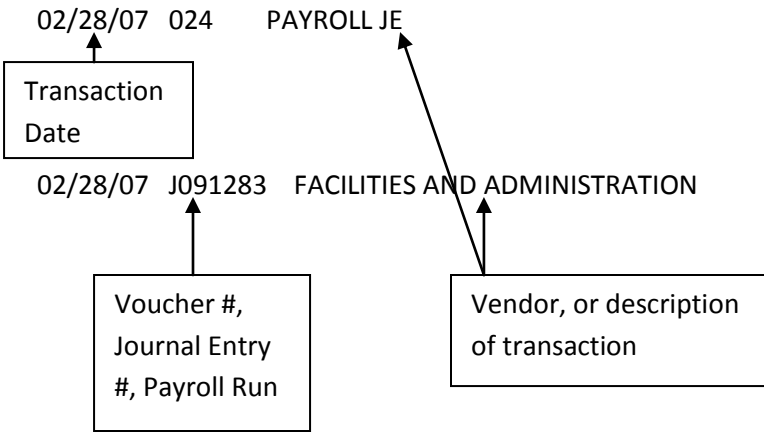 02/28/07 024 PAYROLL JE
Transaction
Date
02/28/07 J091283 FACILITIES AND ADMINISTRATION
Voucher #,
Journal Entry
#, Payroll Run
Vendor, or description
of transaction